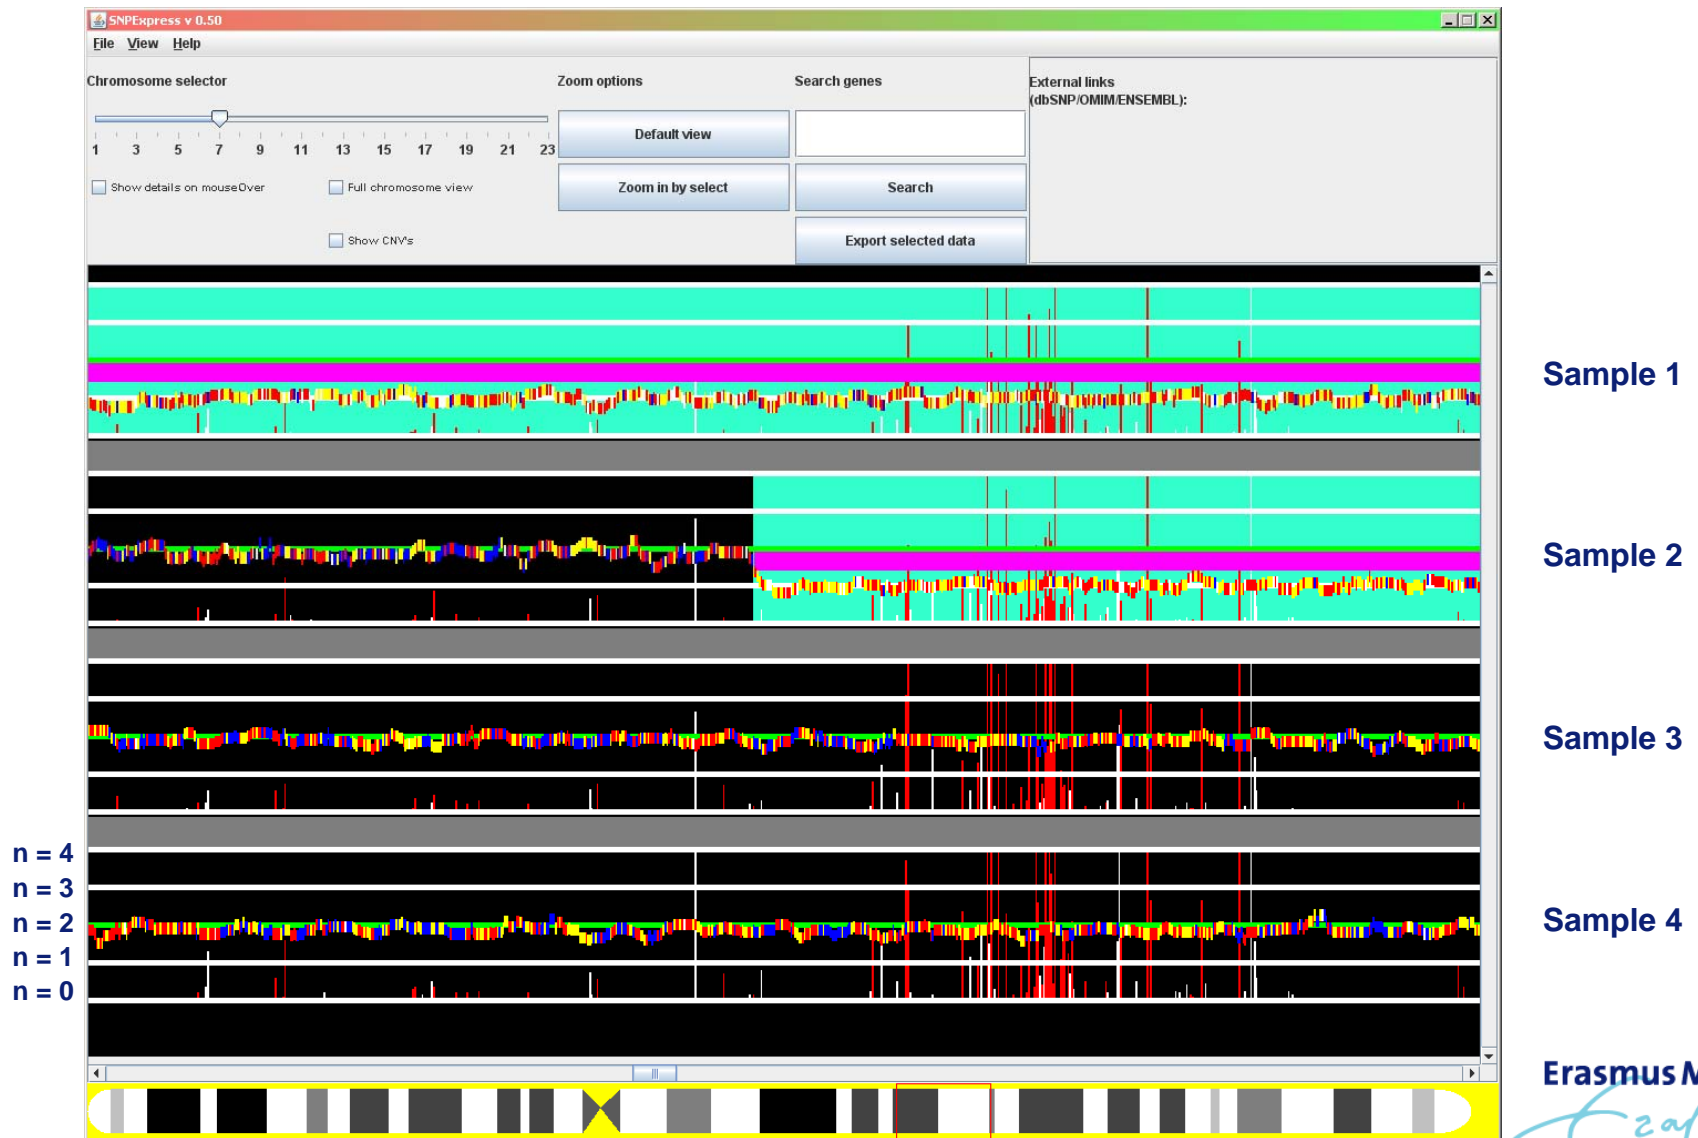 SNPExpress v 0.50
File View Help
Chromosome selector
Zoom options
Search genes
External links
(dbSNP/OMIM/ENSEMBL):
Default view
1 3 5 7 9 11 13 15 17 19 21 23
Show details on mouseOver
Full chromosome view
Zoom in by select
Search
Show CNV's
Export selected data
Sample 1
Sample 2
Sample 3
n = 4
n = 3
n = 2
Sample 4
n = 1
n = 0
Erasmus M